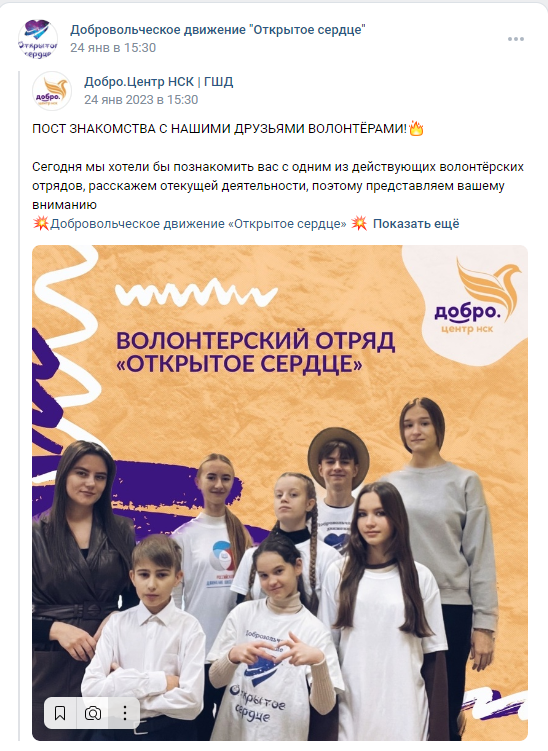 Добровольческое движение "Открытое сердце"
24 янв в 15:30
Открытое
сердце
Добро.Центр НСК | ГШД
24 янв 2023 в 15:30
добро.
центр нск
ПОСТ ЗНАКОМСТВА С НАШИМИ ДРУЗЬЯМИ ВОЛОНТЁРАМИ!🔥
Сегодня мы хотели бы познакомить вас с одним из действующих волонтёрских
отрядов, расскажем отекущей деятельности, поэтому представляем вашему
вниманию
💥Добровольческое движение «Открытое сердце» 💥 Показать ещё
добро.
центр нск
ВОЛОНТЕРСКИЙ ОТРЯД
«ОТКРЫТОЕ СЕРДЦЕ»
Открытое
сердце